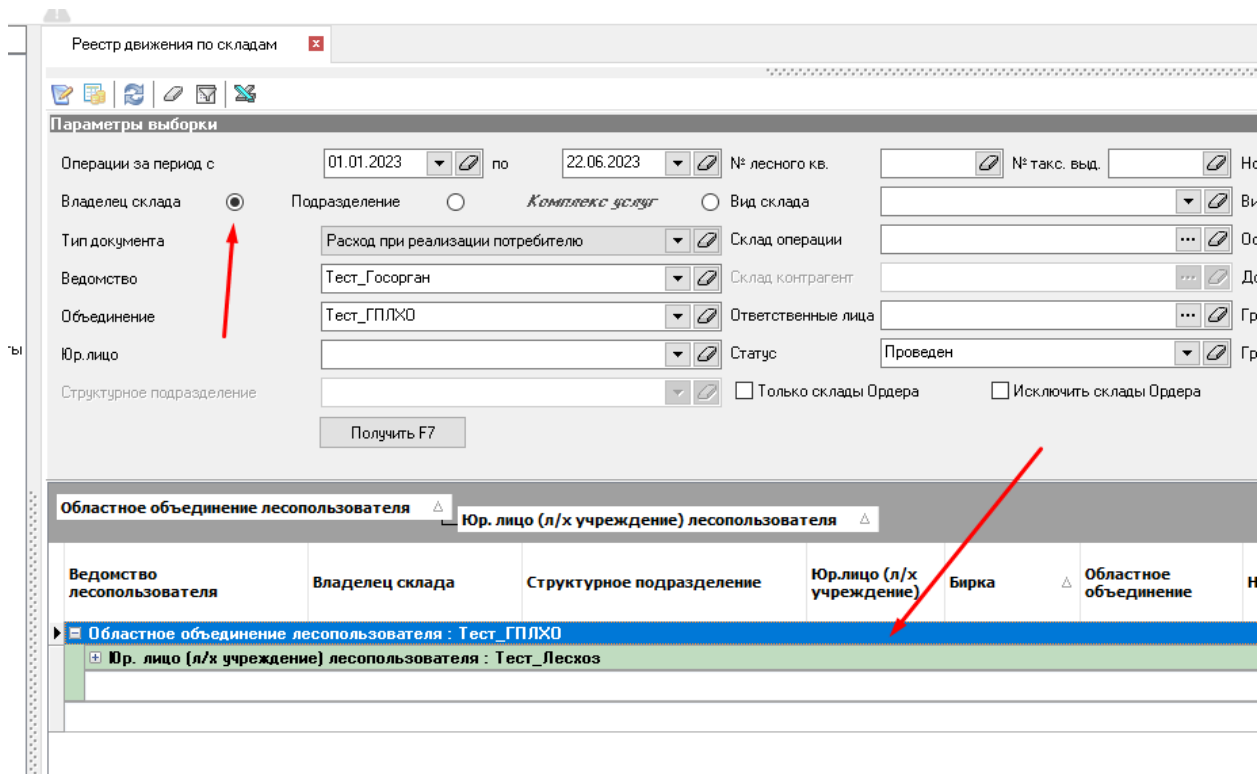 Реестр движения по складам
Параметры выборки
Операции за период с 01.01.2023 по 22.06.2023 № лесного кв. № такс. выд.
Владелец склада Подразделение Комплекс услуг Вид склада
Тип документа Расход при реализации потребителю Склад операции
Ведомство Тест_Госорган Склад контрагент
Объединение Тест_ГПЛХО Ответственные лица
ты Юр.лицо Статус Проведен
Структурное подразделение Только склады Ордера Исключить склады Ордера
Получить F7
Областное объединение лесопользователя
Юр. лицо (л/х учреждение) лесопользователя
Ведомство лесопользователя Владелец склада Структурное подразделение Юр.лицо (л/х учреждение) Бирка Областное объединение
Областное объединение лесопользователя : Тест_ГПЛХО
Юр. лицо (л/х учреждение) лесопользователя : Тест_Лесхоз